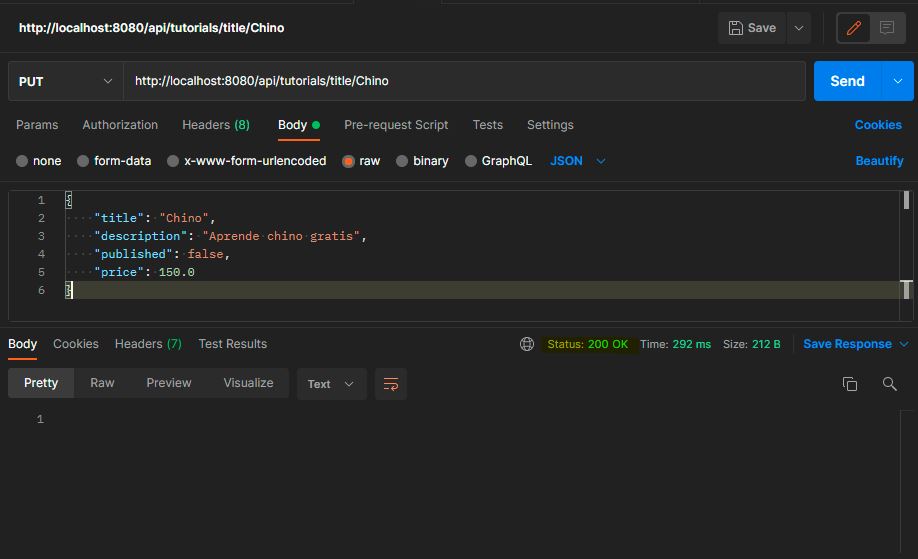 http://localhost:8080/api/tutorials/title/Chino
Save
PUT
http://localhost:8080/api/tutorials/title/Chino
Send
Params Authorization Headers (8) Body Pre-request Script Tests Settings Cookies
none form-data x-www-form-urlencoded raw binary GraphQL JSON Beautify
1 {
2 ····"title":·"Chino",
3 ····"description":·"Aprende·chino·gratis",
4 ····"published":·false,
5 ····"price":·150.0
6 }
Body Cookies Headers (7) Test Results Status: 200 OK Time: 292 ms Size: 212 B Save Response
Pretty Raw Preview Visualize Text
1